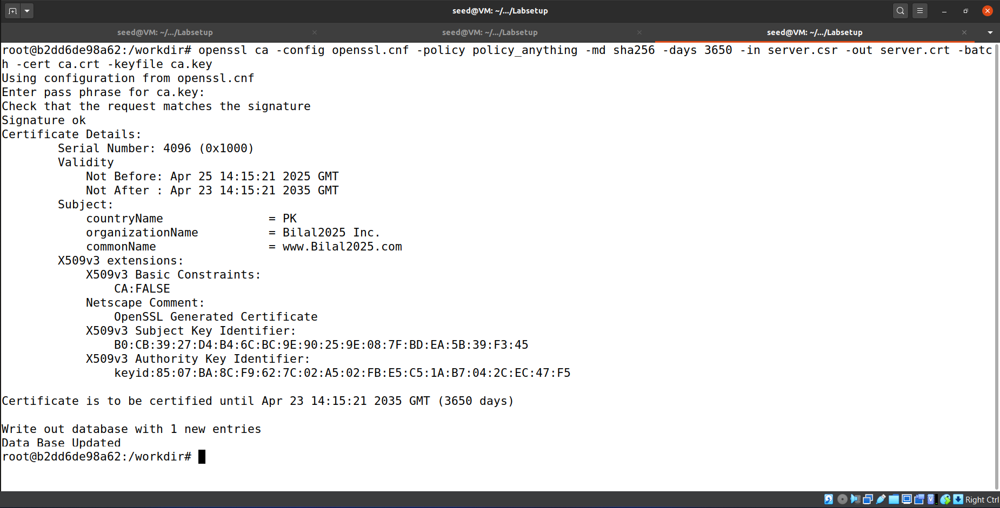 seed@VM: ~/.../Labsetup
seed@VM: ~/.../Labsetup
seed@VM: ~/.../Labsetup
seed@VM: ~/.../Labsetup
root@b2dd6de98a62:/workdir# openssl ca -config openssl.cnf -policy policy_anything -md sha256 -days 3650 -in server.csr -out server.crt -batc
h -cert ca.crt -keyfile ca.key
Using configuration from openssl.cnf
Enter pass phrase for ca.key:
Check that the request matches the signature
Signature ok
Certificate Details:
        Serial Number: 4096 (0x1000)
        Validity
            Not Before: Apr 25 14:15:21 2025 GMT
            Not After : Apr 23 14:15:21 2035 GMT
        Subject:
            countryName               = PK
            organizationName          = Bilal2025 Inc.
            commonName                = www.Bilal2025.com
        X509v3 extensions:
            X509v3 Basic Constraints:
                CA:FALSE
            Netscape Comment:
                OpenSSL Generated Certificate
            X509v3 Subject Key Identifier:
                B0:CB:39:27:D4:B4:6C:BC:9E:90:25:9E:08:7F:BD:EA:5B:39:F3:45
            X509v3 Authority Key Identifier:
                keyid:85:07:BA:8C:F9:62:7C:02:A5:02:FB:E5:C5:1A:B7:04:2C:EC:47:F5
Certificate is to be certified until Apr 23 14:15:21 2035 GMT (3650 days)
Write out database with 1 new entries
Data Base Updated
root@b2dd6de98a62:/workdir#
Right Ctrl